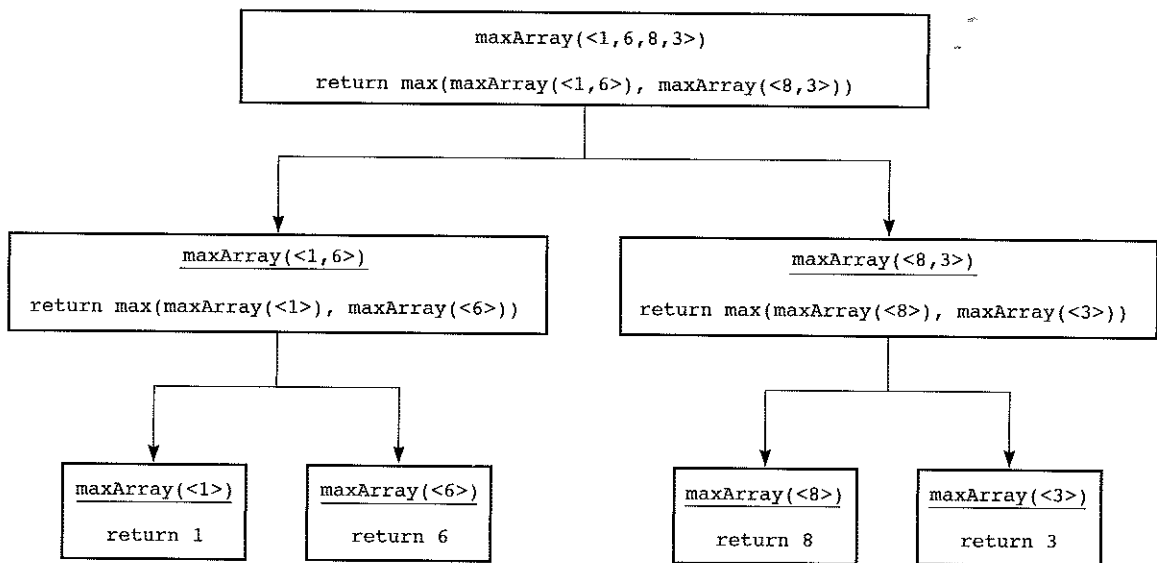 maxArray(<1,6,8,3>)
return max(maxArray(<1,6>), maxArray(<8,3>))
maxArray(<1,6>)
return max(maxArray(<1>), maxArray(<6>))
maxArray(<8,3>)
return max(maxArray(<8>), maxArray(<3>))
maxArray(<1>)
return 1
maxArray(<6>)
return 6
maxArray(<8>)
return 8
maxArray(<3>)
return 3